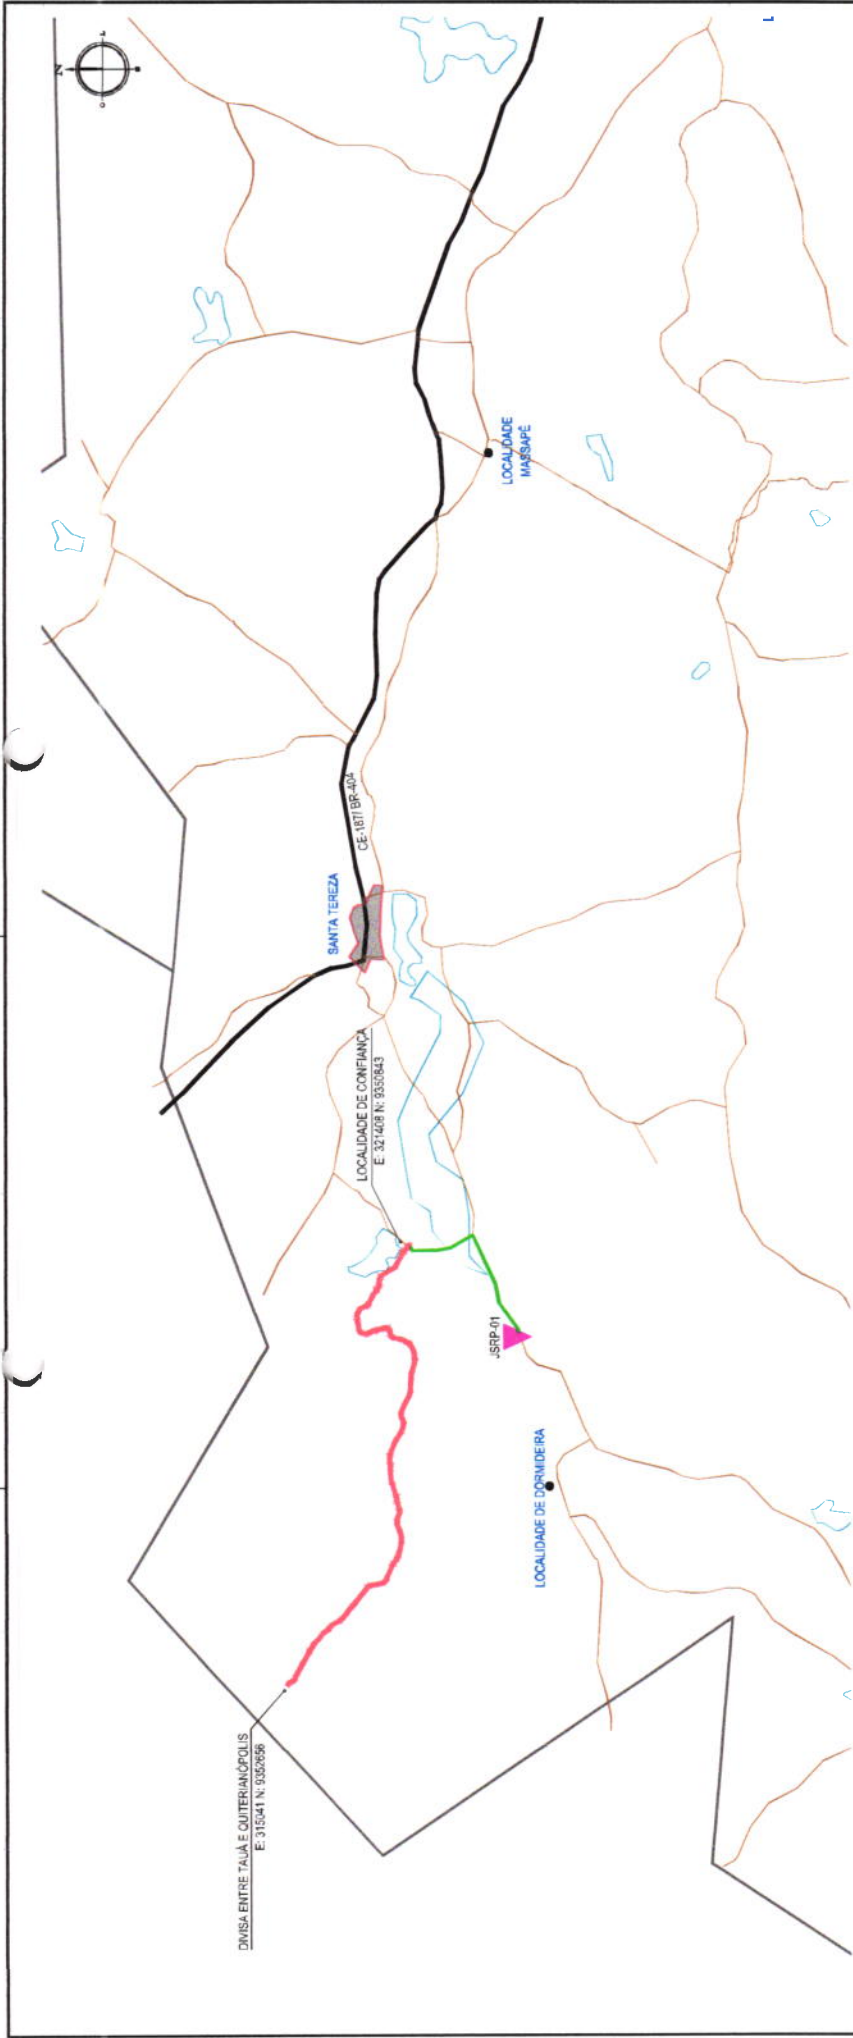 N
L
O
DIVISA ENTRE TAUÁ E QUITERIANÓPOLIS
E: 315041 N: 9352656
LOCALIDADE DE CONFIANÇA
E: 321408 N: 9350843
SANTA TEREZA
CE-187/ BR-404
JSRP-01
LOCALIDADE DE DORMIDEIRA
LOCALIDADE
MASSAPÊ